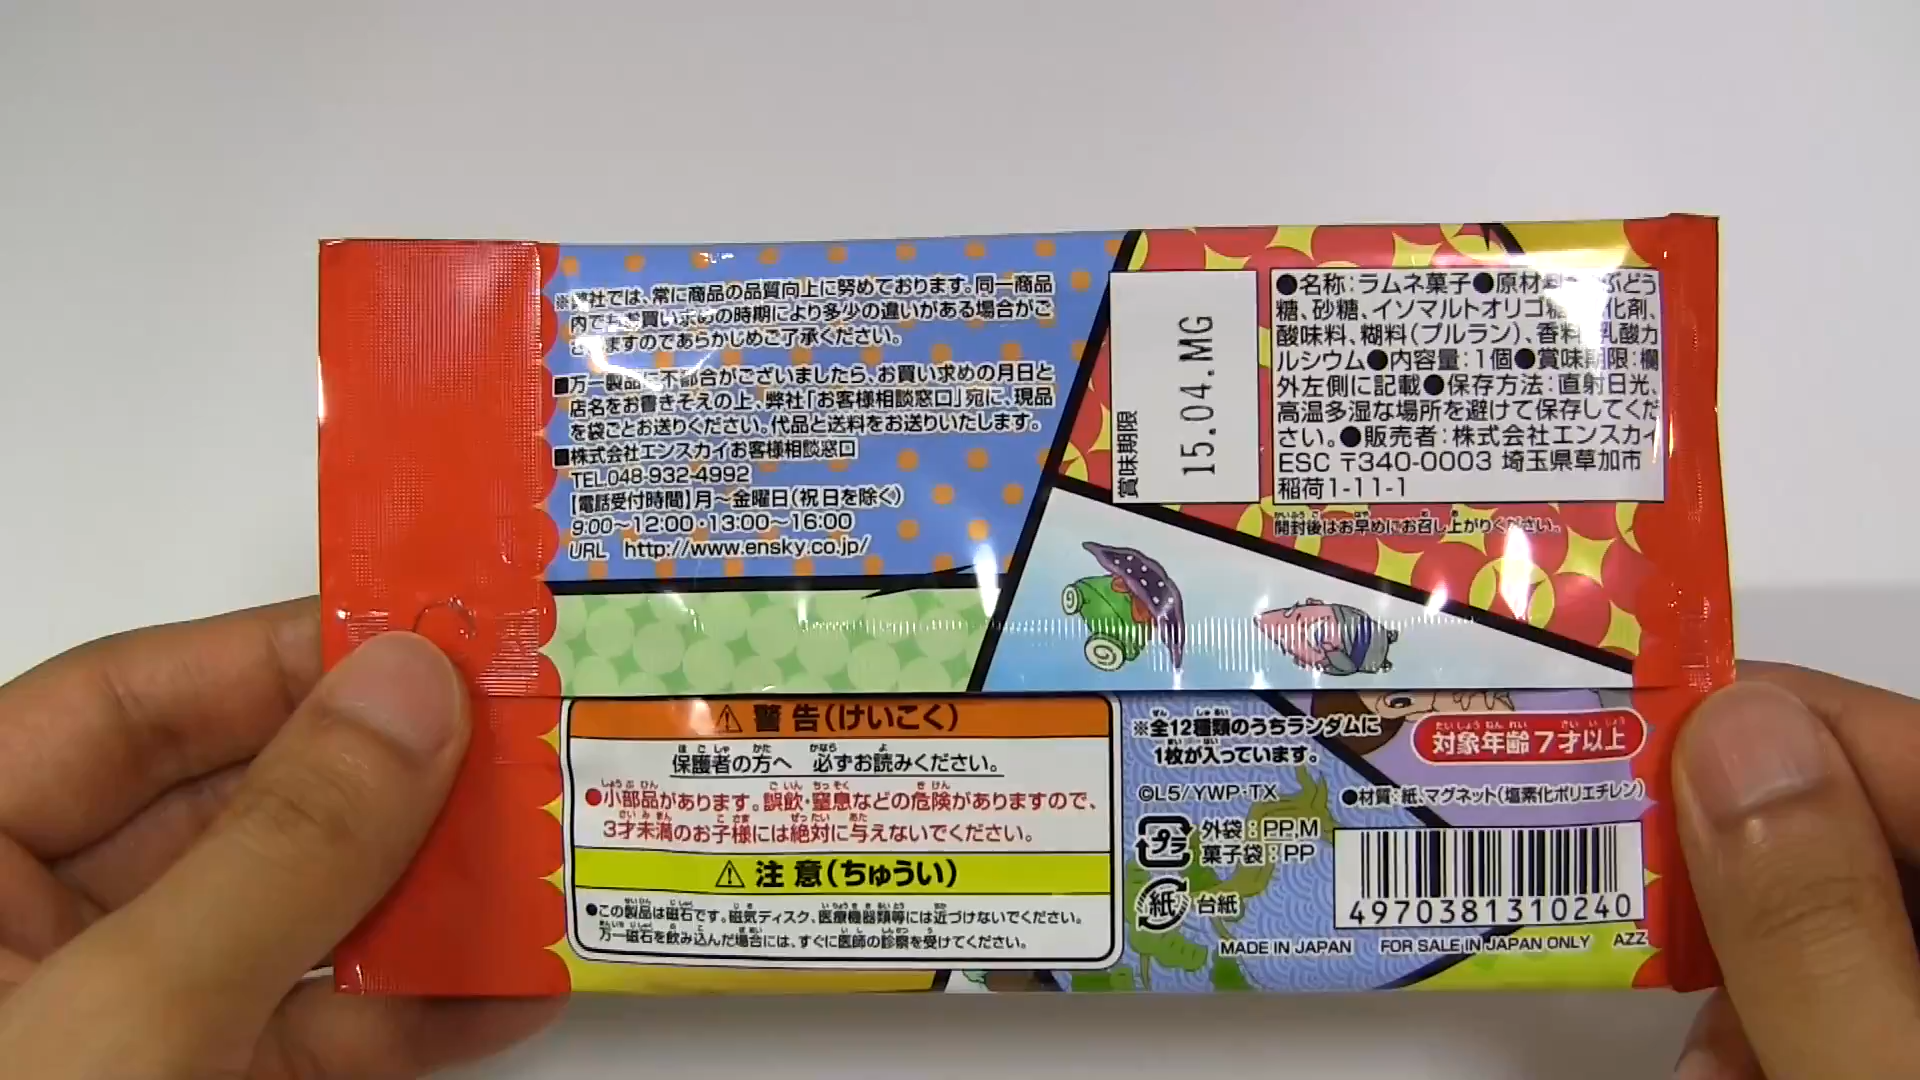 ※弊社では、常に商品の品質向上に努めております。同一商品
内でもお買い求めの時期により多少の違いがある場合がご
ざいますのであらかじめご了承ください。
■万一製品に不都合がございましたら、お買い求めの月日と
店名をお書きそえの上、弊社「お客様相談窓口」宛に、現品
を袋ごとお送りください。代品と送料をお送りいたします。
■株式会社エンスカイお客様相談窓口
TEL.048-932-4992
【電話受付時間】月～金曜日(祝日を除く)
9:00～12:00・13:00～16:00
URL http://www.ensky.co.jp/
賞味期限
15.04.MG
●名称:ラムネ菓子●原材料 ぶどう
糖、砂糖、イソマルトオリゴ糖 化剤、
酸味料、糊料(プルラン)、香料、乳酸カ
ルシウム●内容量:1個●賞味期限:欄
外左側に記載●保存方法:直射日光、
高温多湿な場所を避けて保存してくだ
さい。●販売者:株式会社エンスカイ
ESC 〒340-0003 埼玉県草加市
稲荷1-11-1
開封後はお早めにお召し上がりください。
⚠ 警告(けいこく)
保護者の方へ 必ずお読みください。
●小部品があります。誤飲・窒息などの危険がありますので、
3才未満のお子様には絶対に与えないでください。
⚠ 注意(ちゅうい)
●この製品は磁石です。磁気ディスク、医療機器類等には近づけないでください。
万一磁石を飲み込んだ場合には、すぐに医師の診察を受けてください。
※全12種類のうちランダムに
1枚が入っています。
対象年齢7才以上
©L5/YWP・TX
●材質:紙、マグネット(塩素化ポリエチレン)
プラ
外袋:PP,M
菓子袋:PP
紙
台紙
4970381310240
MADE IN JAPAN FOR SALE IN JAPAN ONLY AZZ